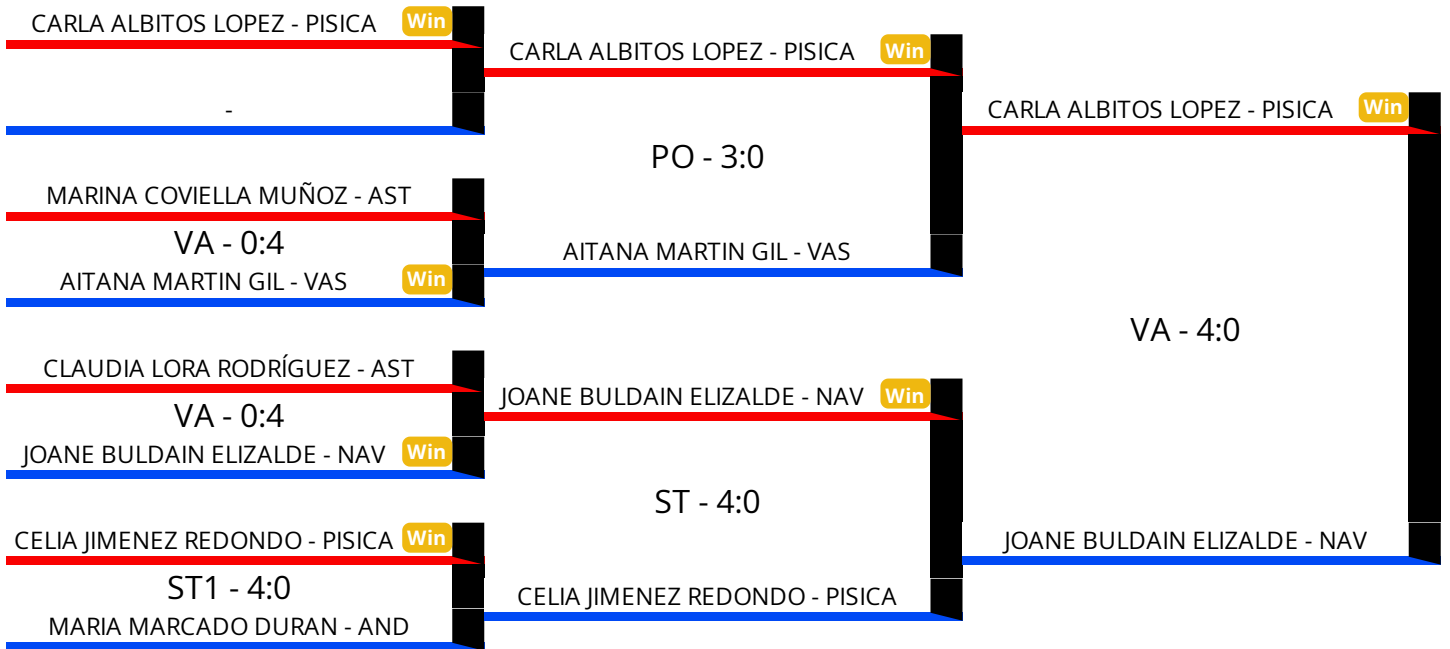 CARLA ALBITOS LOPEZ - PISICA Win
-
MARINA COVIELLA MUÑOZ - AST
VA - 0:4
AITANA MARTIN GIL - VAS Win
CLAUDIA LORA RODRÍGUEZ - AST
VA - 0:4
JOANE BULDAIN ELIZALDE - NAV Win
CELIA JIMENEZ REDONDO - PISICA Win
ST1 - 4:0
MARIA MARCADO DURAN - AND
CARLA ALBITOS LOPEZ - PISICA Win
PO - 3:0
AITANA MARTIN GIL - VAS
JOANE BULDAIN ELIZALDE - NAV Win
ST - 4:0
CELIA JIMENEZ REDONDO - PISICA
CARLA ALBITOS LOPEZ - PISICA Win
VA - 4:0
JOANE BULDAIN ELIZALDE - NAV